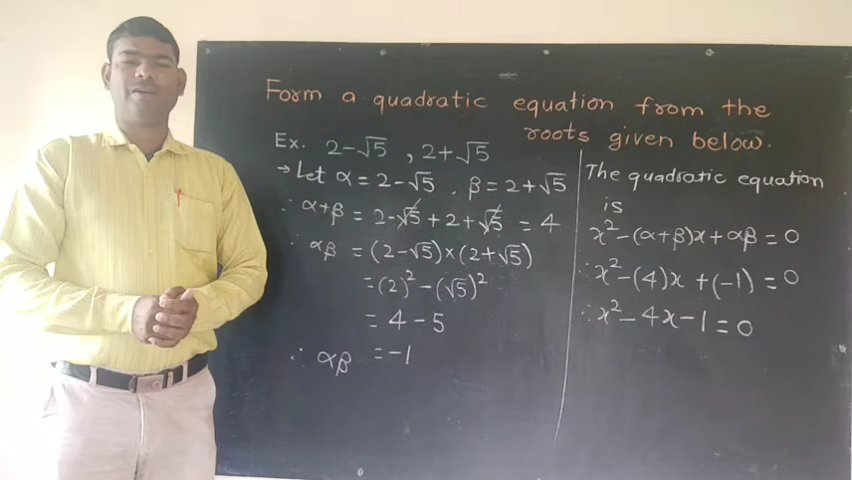 Form a quadratic equation from the
roots given below.
Ex. 2-√5 , 2+√5
→ Let α = 2-√5 . β = 2+√5
∴ α+β = 2-√5 + 2+√5 = 4
∴ αβ = (2-√5)×(2+√5)
= (2)² - (√5)²
= 4 - 5
∴ αβ = -1
The quadratic equation
is
x² - (α+β)x + αβ = 0
∴ x² - (4)x + (-1) = 0
∴ x² - 4x - 1 = 0